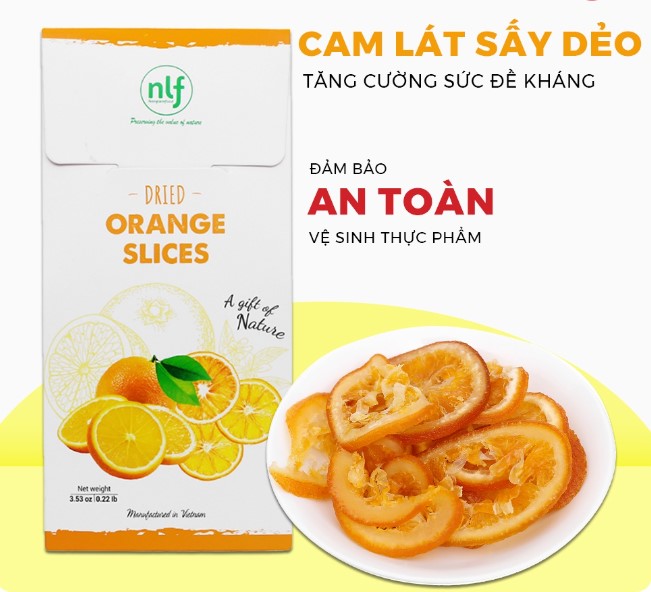 CAM LÁT SẤY DẺO
TĂNG CƯỜNG SỨC ĐỀ KHÁNG
nlf
Preserving the value of nature
ĐẢM BẢO
AN TOÀN
VỆ SINH THỰC PHẨM
- DRIED -
ORANGE
SLICES
A gift of
Nature
Net weight
3.53 oz | 0.22 lb
Manufactured in Vietnam